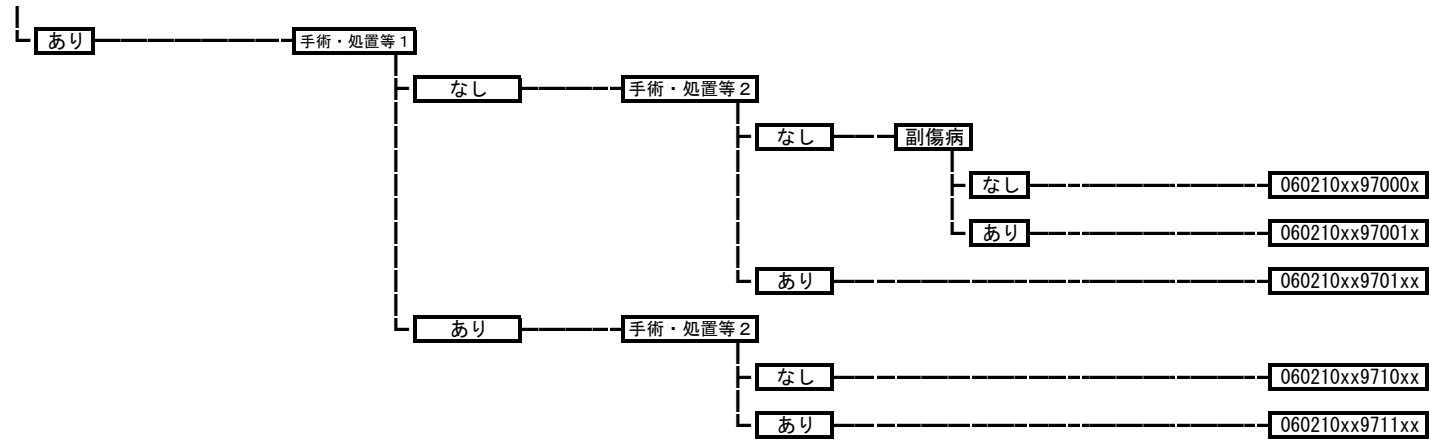 あり 手術・処置等１
なし 手術・処置等２
なし 副傷病
なし 060210xx97000x
あり 060210xx97001x
あり 060210xx9701xx
あり 手術・処置等２
なし 060210xx9710xx
あり 060210xx9711xx